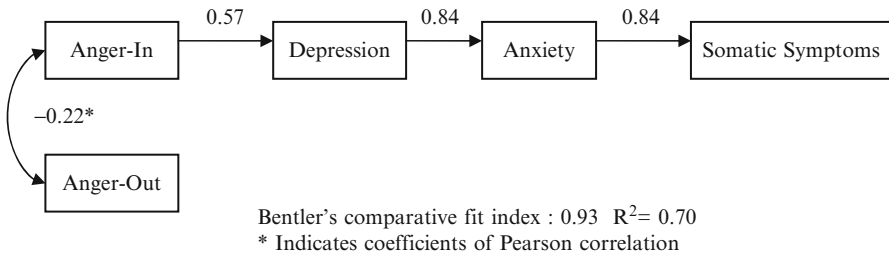 0.57 0.84 0.84
Anger-In Depression Anxiety Somatic Symptoms
−0.22*
Anger-Out
Bentler's comparative fit index : 0.93 R²= 0.70
* Indicates coefficients of Pearson correlation